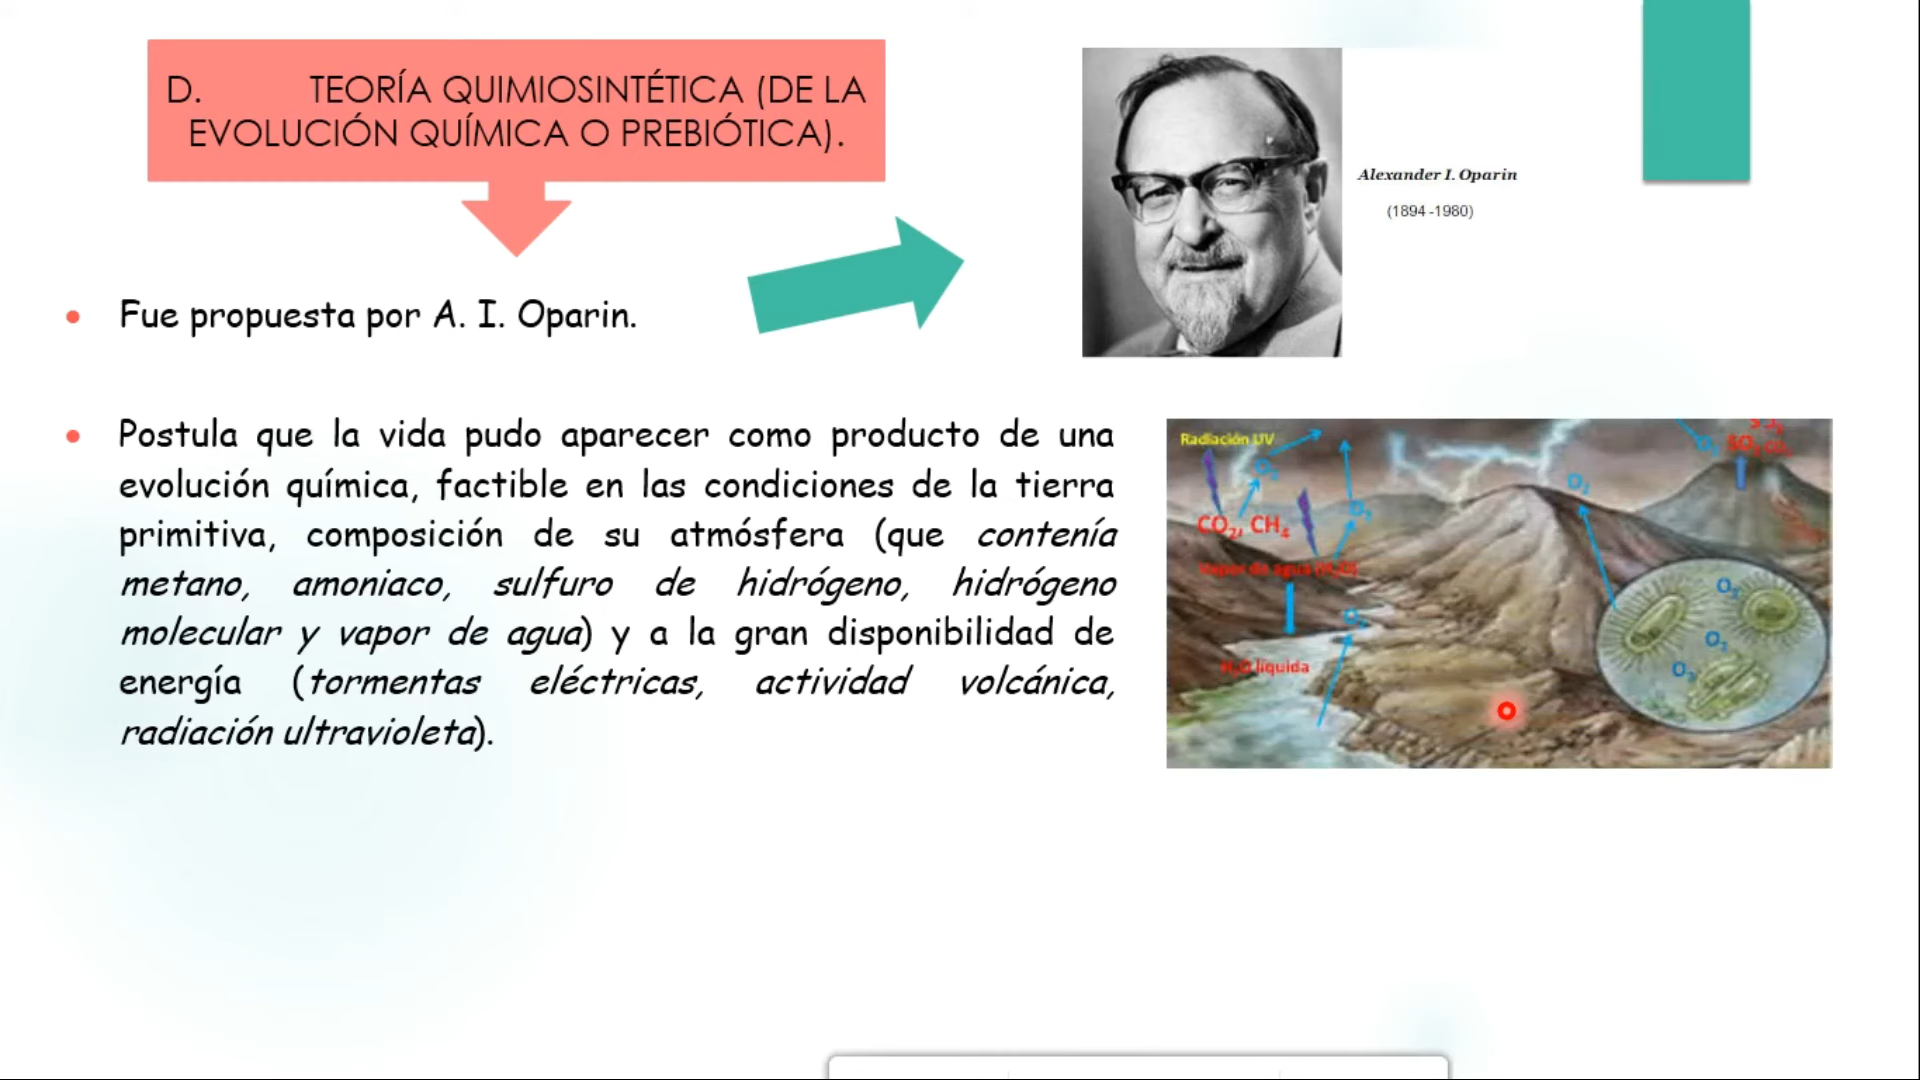 D. TEORÍA QUIMIOSINTÉTICA (DE LA
EVOLUCIÓN QUÍMICA O PREBIÓTICA).
Alexander I. Oparin
(1894 -1980)
• Fue propuesta por A. I. Oparin.
• Postula que la vida pudo aparecer como producto de una
evolución química, factible en las condiciones de la tierra
primitiva, composición de su atmósfera (que contenía
metano, amoniaco, sulfuro de hidrógeno, hidrógeno
molecular y vapor de agua) y a la gran disponibilidad de
energía (tormentas eléctricas, actividad volcánica,
radiación ultravioleta).
Radiación UV
O₂
CO₂, CH₄
Vapor de agua (H₂O)
H₂O líquida
O₂
O₂
O₂